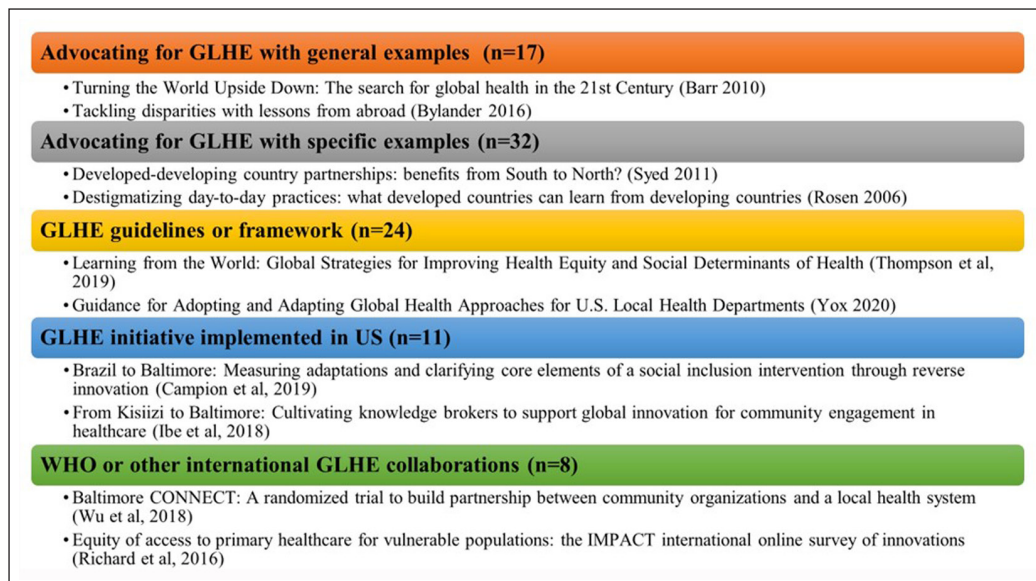 Advocating for GLHE with general examples (n=17)
• Turning the World Upside Down: The search for global health in the 21st Century (Barr 2010)
• Tackling disparities with lessons from abroad (Bylander 2016)
Advocating for GLHE with specific examples (n=32)
• Developed-developing country partnerships: benefits from South to North? (Syed 2011)
• Destigmatizing day-to-day practices: what developed countries can learn from developing countries (Rosen 2006)
GLHE guidelines or framework (n=24)
• Learning from the World: Global Strategies for Improving Health Equity and Social Determinants of Health (Thompson et al,
2019)
• Guidance for Adopting and Adapting Global Health Approaches for U.S. Local Health Departments (Yox 2020)
GLHE initiative implemented in US (n=11)
• Brazil to Baltimore: Measuring adaptations and clarifying core elements of a social inclusion intervention through reverse
innovation (Campion et al, 2019)
• From Kisiizi to Baltimore: Cultivating knowledge brokers to support global innovation for community engagement in
healthcare (Ibe et al, 2018)
WHO or other international GLHE collaborations (n=8)
• Baltimore CONNECT: A randomized trial to build partnership between community organizations and a local health system
(Wu et al, 2018)
• Equity of access to primary healthcare for vulnerable populations: the IMPACT international online survey of innovations
(Richard et al, 2016)